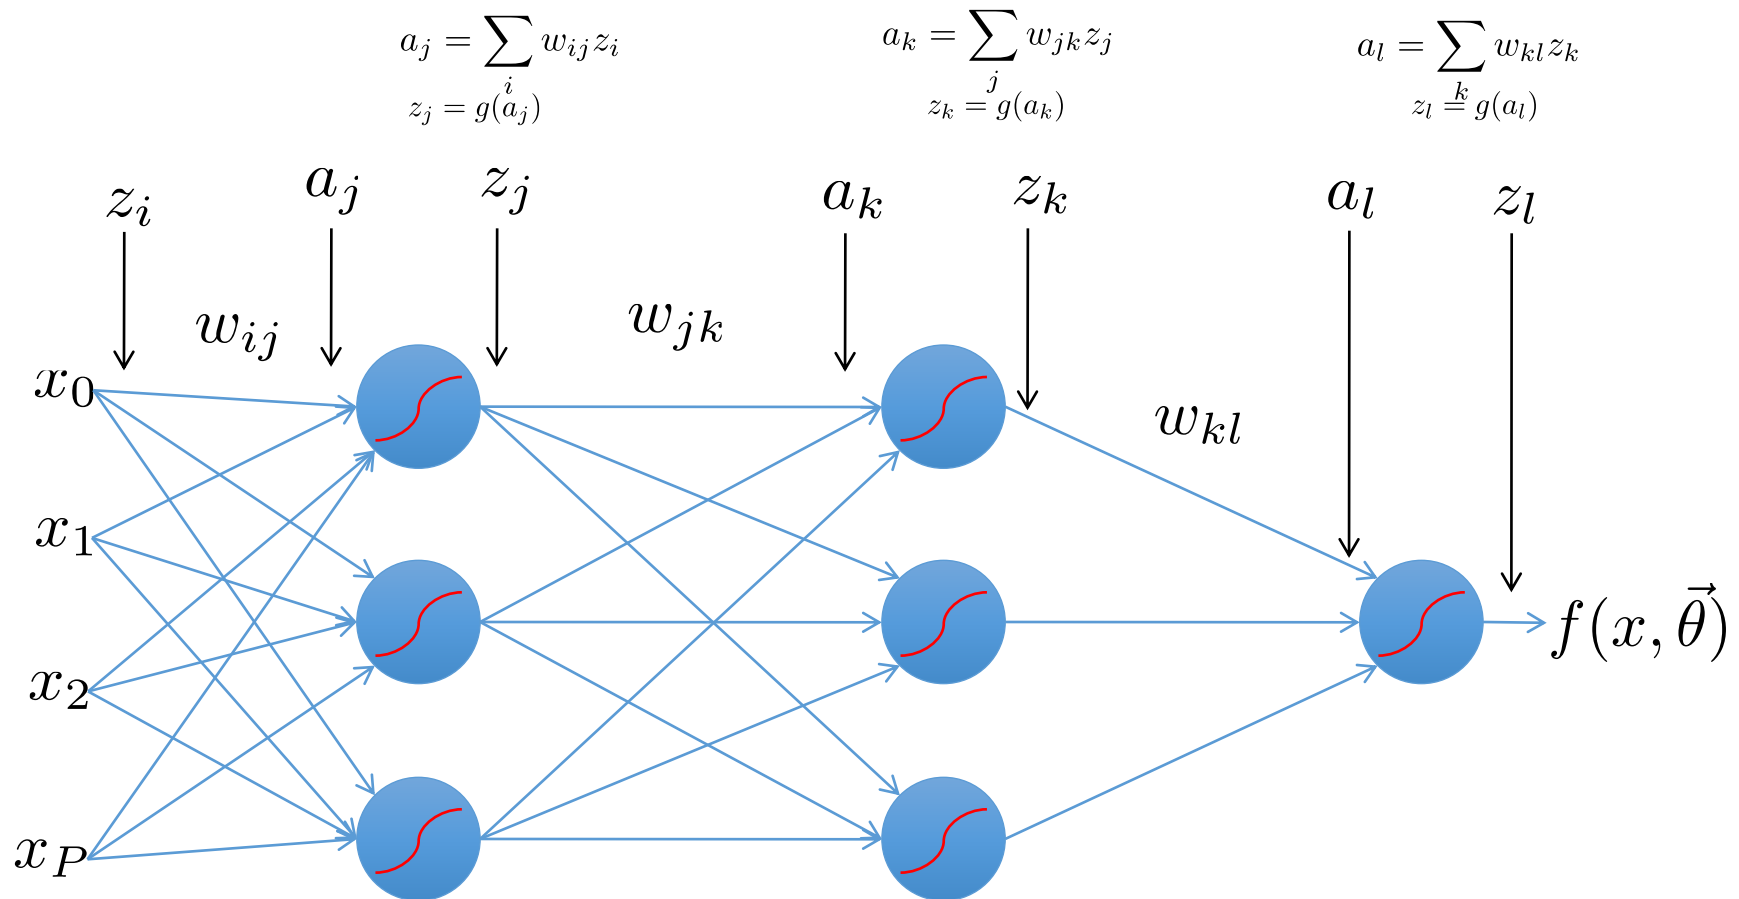 a_j = \sum_i w_{ij} z_i
z_j = g(a_j)
a_k = \sum_j w_{jk} z_j
z_k = g(a_k)
a_l = \sum_k w_{kl} z_k
z_l = g(a_l)
z_i
a_j
z_j
a_k
z_k
a_l
z_l
w_{ij}
w_{jk}
w_{kl}
x_0
x_1
x_2
x_P
f(x, \vec{\theta})